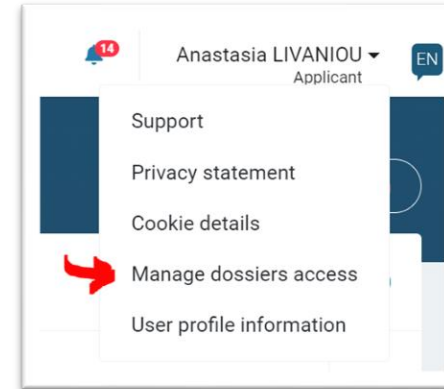 14
Anastasia LIVANIOU
EN
Applicant
Support
Privacy statement
Cookie details
Manage dossiers access
User profile information